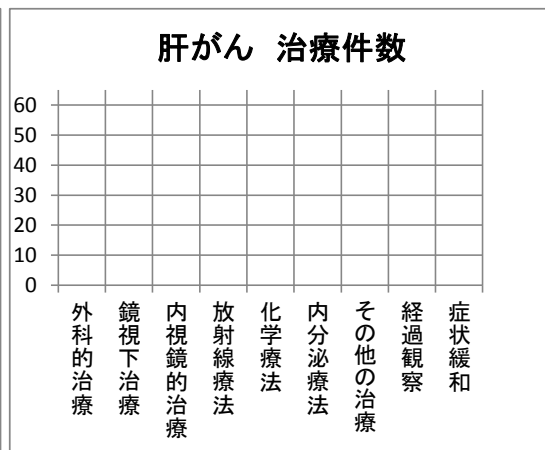 肝がん 治療件数
60
50
40
30
20
10
0
外科的治療
鏡視下治療
内視鏡的治療
放射線療法
化学療法
内分泌療法
その他の治療
経過観察
症状緩和